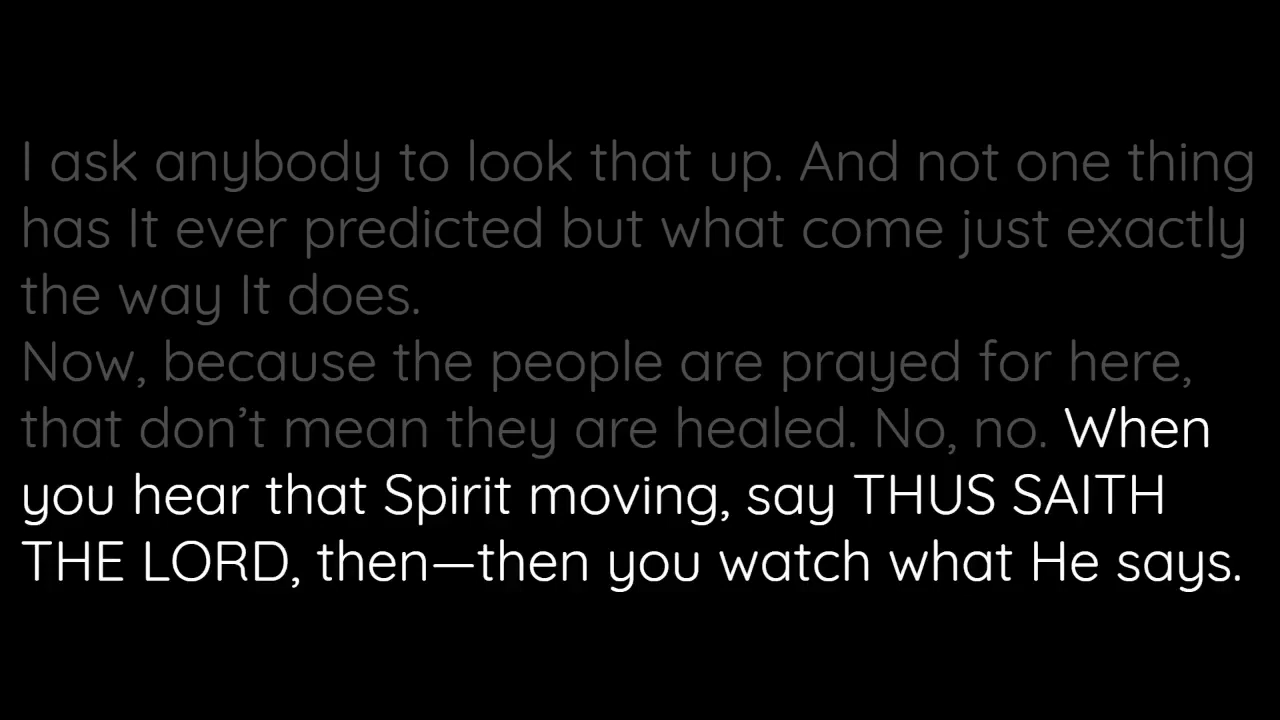 I ask anybody to look that up. And not one thing
has It ever predicted but what come just exactly
the way It does.
Now, because the people are prayed for here,
that don’t mean they are healed. No, no. When
you hear that Spirit moving, say THUS SAITH
THE LORD, then—then you watch what He says.